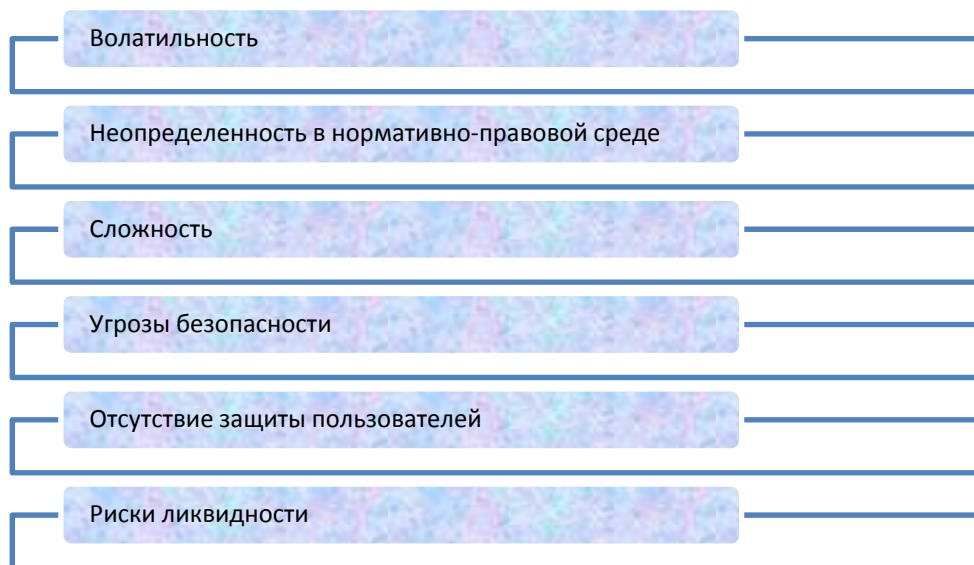 Волатильность
Неопределенность в нормативно-правовой среде
Сложность
Угрозы безопасности
Отсутствие защиты пользователей
Риски ликвидности